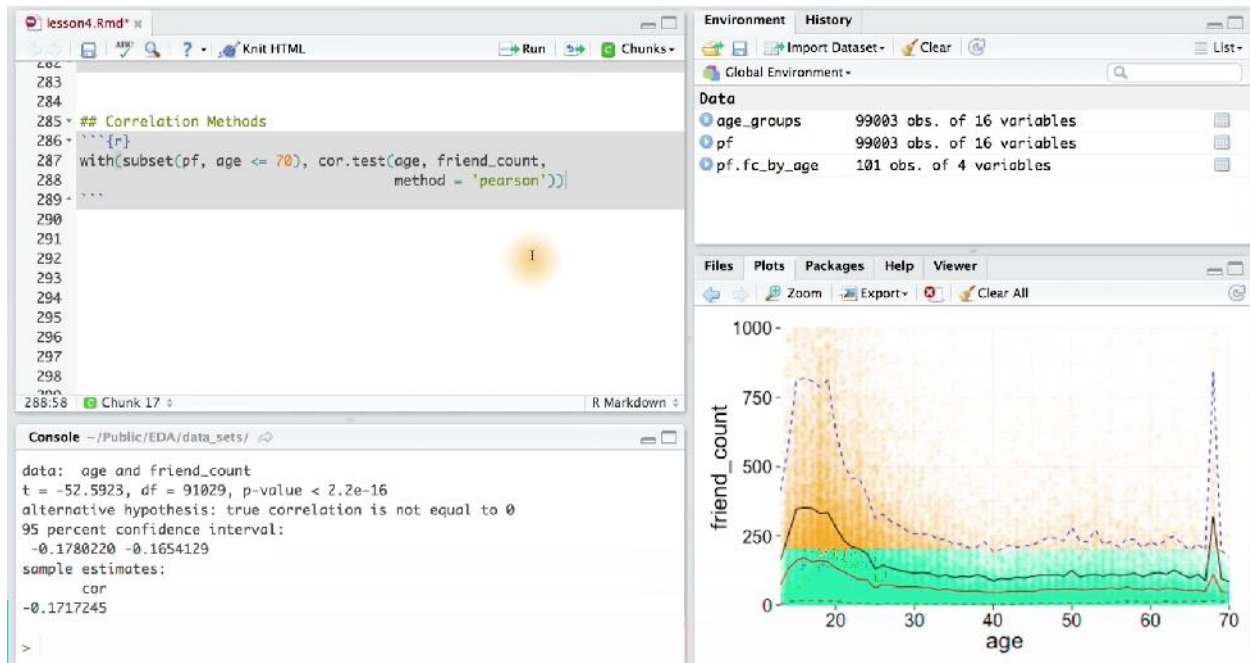 lesson4.Rmd*
ABC
? Knit HTML Run Chunks
282
283
284
285 ## Correlation Methods
286 ```{r}
287 with(subset(pf, age <= 70), cor.test(age, friend_count,
288 method = 'pearson'))
289 ```
290
291
292
293
294
295
296
297
298
288:58 C Chunk 17 R Markdown
Console ~/Public/EDA/data_sets/
data: age and friend_count
t = -52.5923, df = 91029, p-value < 2.2e-16
alternative hypothesis: true correlation is not equal to 0
95 percent confidence interval:
-0.1780220 -0.1654129
sample estimates:
cor
-0.1717245
>
Environment History
Import Dataset Clear List
Global Environment
Data
age_groups 99003 obs. of 16 variables
pf 99003 obs. of 16 variables
pf.fc_by_age 101 obs. of 4 variables
Files Plots Packages Help Viewer
Zoom Export Clear All
1000
750
500
250
0
friend_count
20 30 40 50 60 70
age